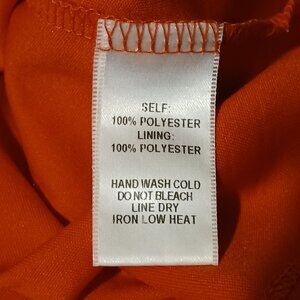 SELF:
100% POLYESTER
LINING:
100% POLYESTER
HAND WASH COLD
DO NOT BLEACH
LINE DRY
IRON LOW HEAT